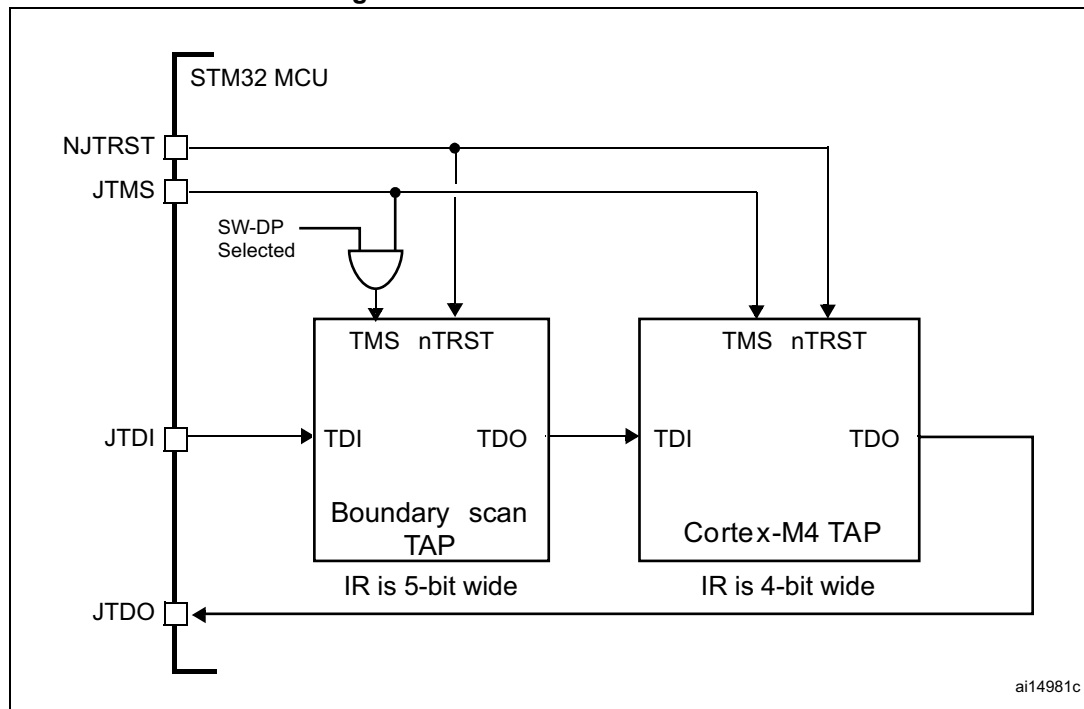 STM32 MCU
NJTRST
JTMS
SW-DP
Selected
TMS nTRST
TMS nTRST
JTDI
TDI
TDO
TDI
TDO
Boundary scan
TAP
Cortex-M4 TAP
IR is 5-bit wide
IR is 4-bit wide
JTDO
ai14981c